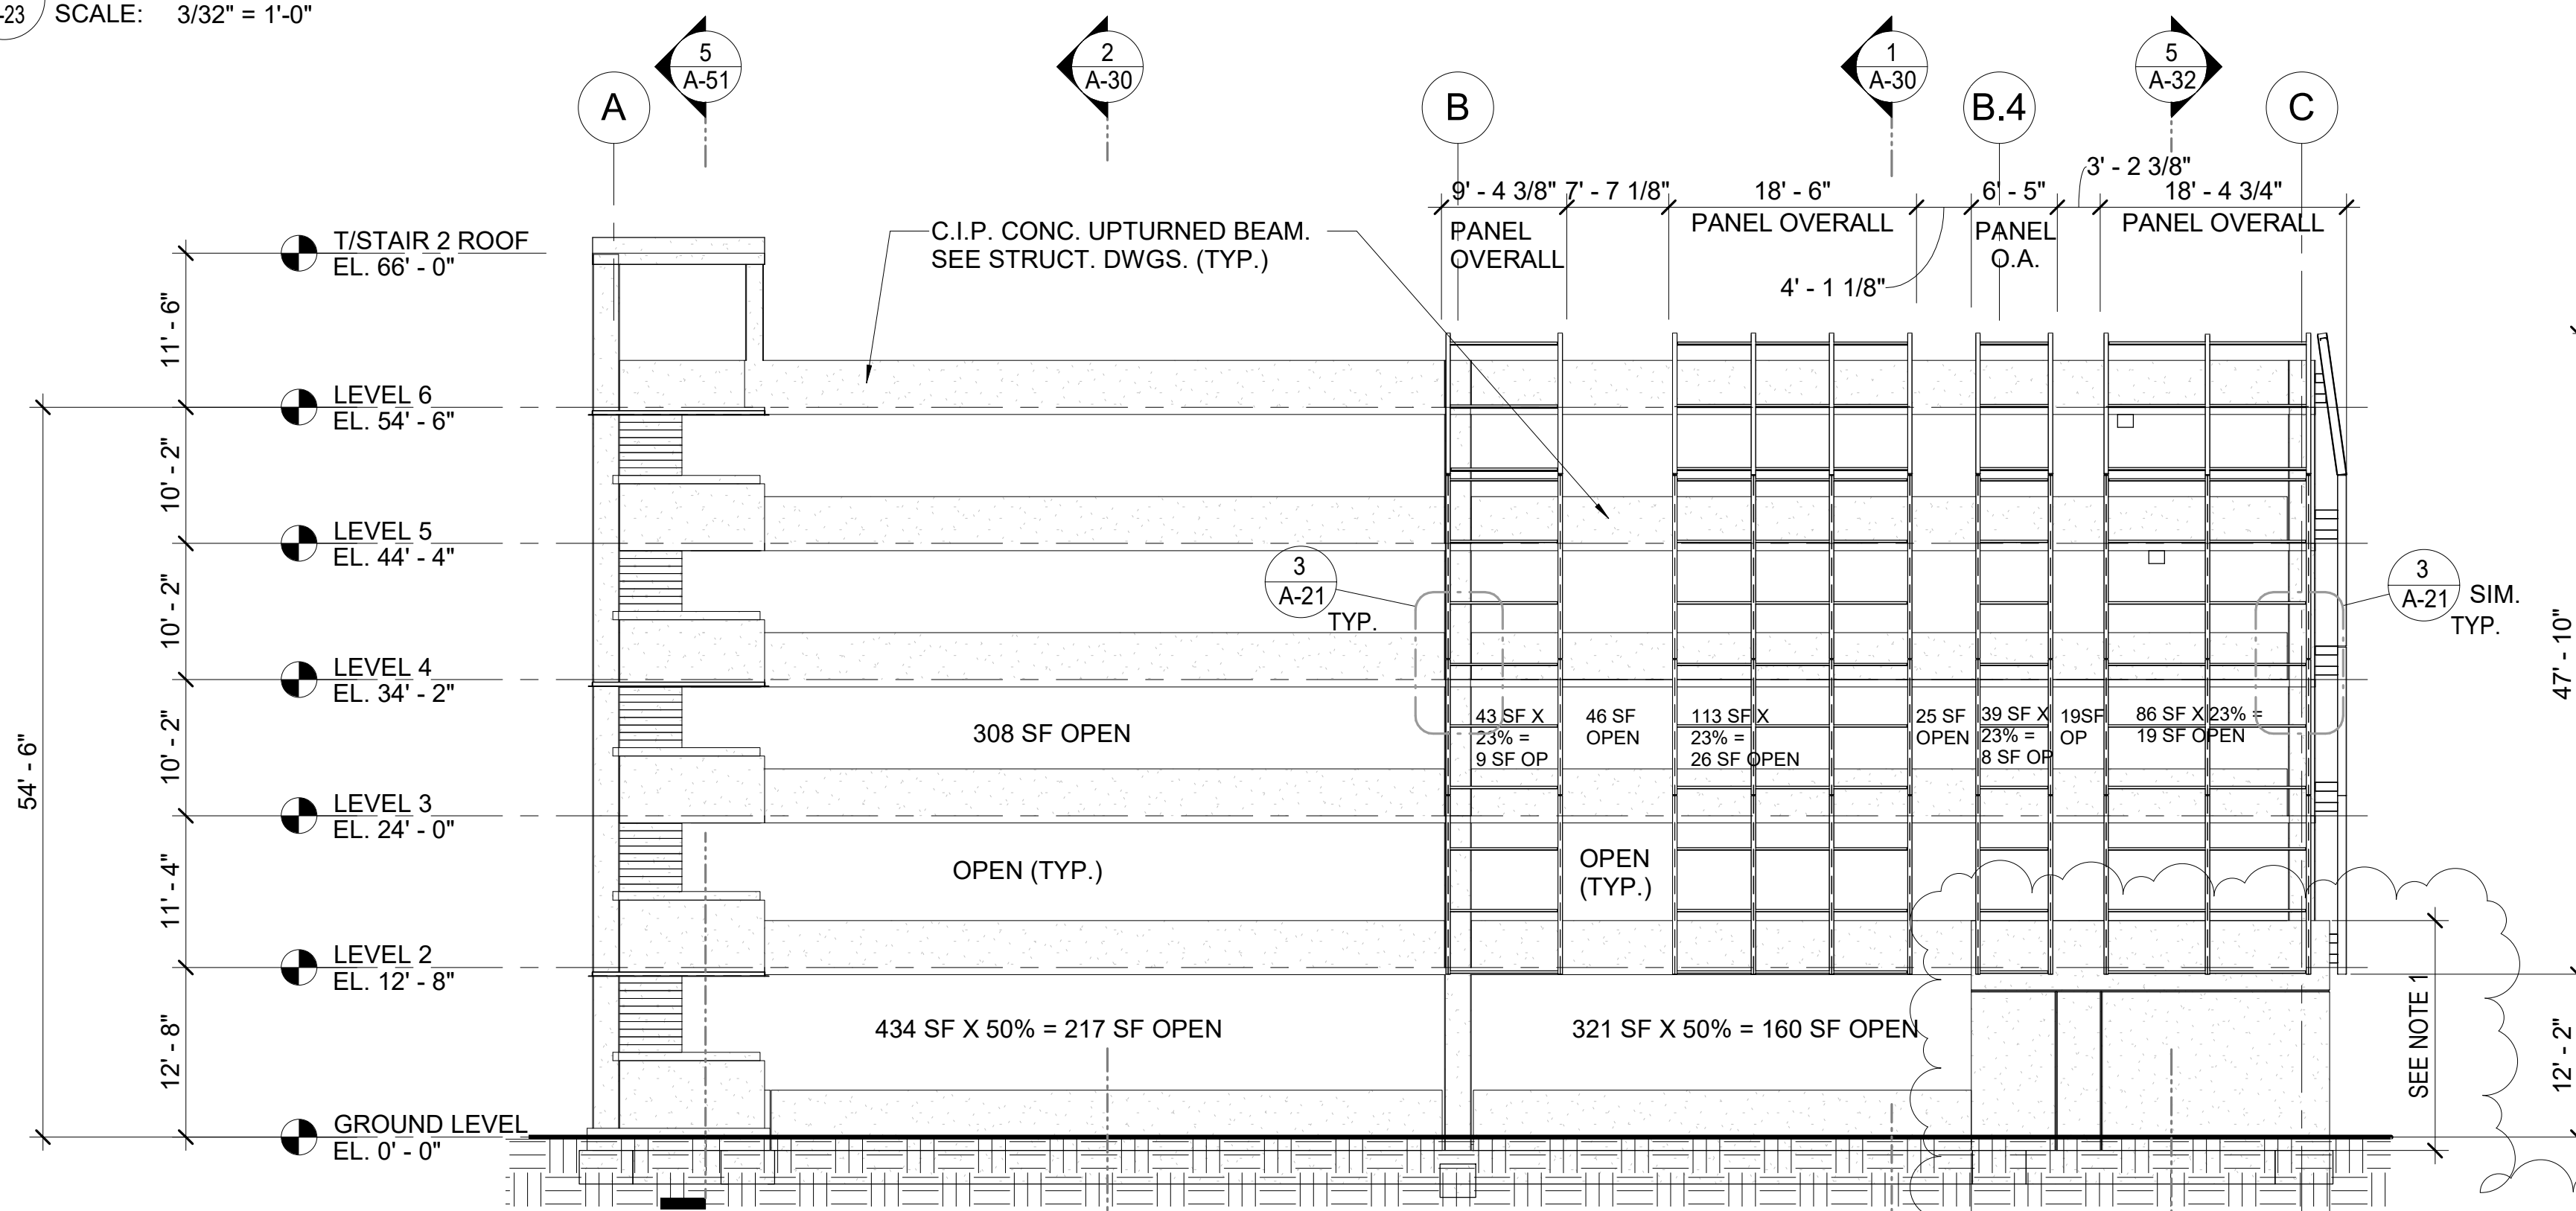 -23
SCALE: 3/32" = 1'-0"
5
A-51
2
A-30
1
A-30
5
A-32
A
B
B.4
C
3' - 2 3/8"
9' - 4 3/8"
7' - 7 1/8"
18' - 6"
6' - 5"
18' - 4 3/4"
PANEL
OVERALL
PANEL OVERALL
PANEL
O.A.
PANEL OVERALL
4' - 1 1/8"
C.I.P. CONC. UPTURNED BEAM.
SEE STRUCT. DWGS. (TYP.)
T/STAIR 2 ROOF
EL. 66' - 0"
11' - 6"
LEVEL 6
EL. 54' - 6"
10' - 2"
LEVEL 5
EL. 44' - 4"
10' - 2"
LEVEL 4
EL. 34' - 2"
10' - 2"
LEVEL 3
EL. 24' - 0"
11' - 4"
LEVEL 2
EL. 12' - 8"
12' - 8"
GROUND LEVEL
EL. 0' - 0"
54' - 6"
3
A-21
TYP.
3
A-21
SIM.
TYP.
47' - 10"
308 SF OPEN
43 SF X
23% =
9 SF OP
46 SF
OPEN
113 SF X
23% =
26 SF OPEN
25 SF
OPEN
39 SF X
23% =
8 SF OP
19SF
OP
86 SF X 23% =
19 SF OPEN
OPEN (TYP.)
OPEN
(TYP.)
434 SF X 50% = 217 SF OPEN
321 SF X 50% = 160 SF OPEN
SEE NOTE 1
12' - 2"